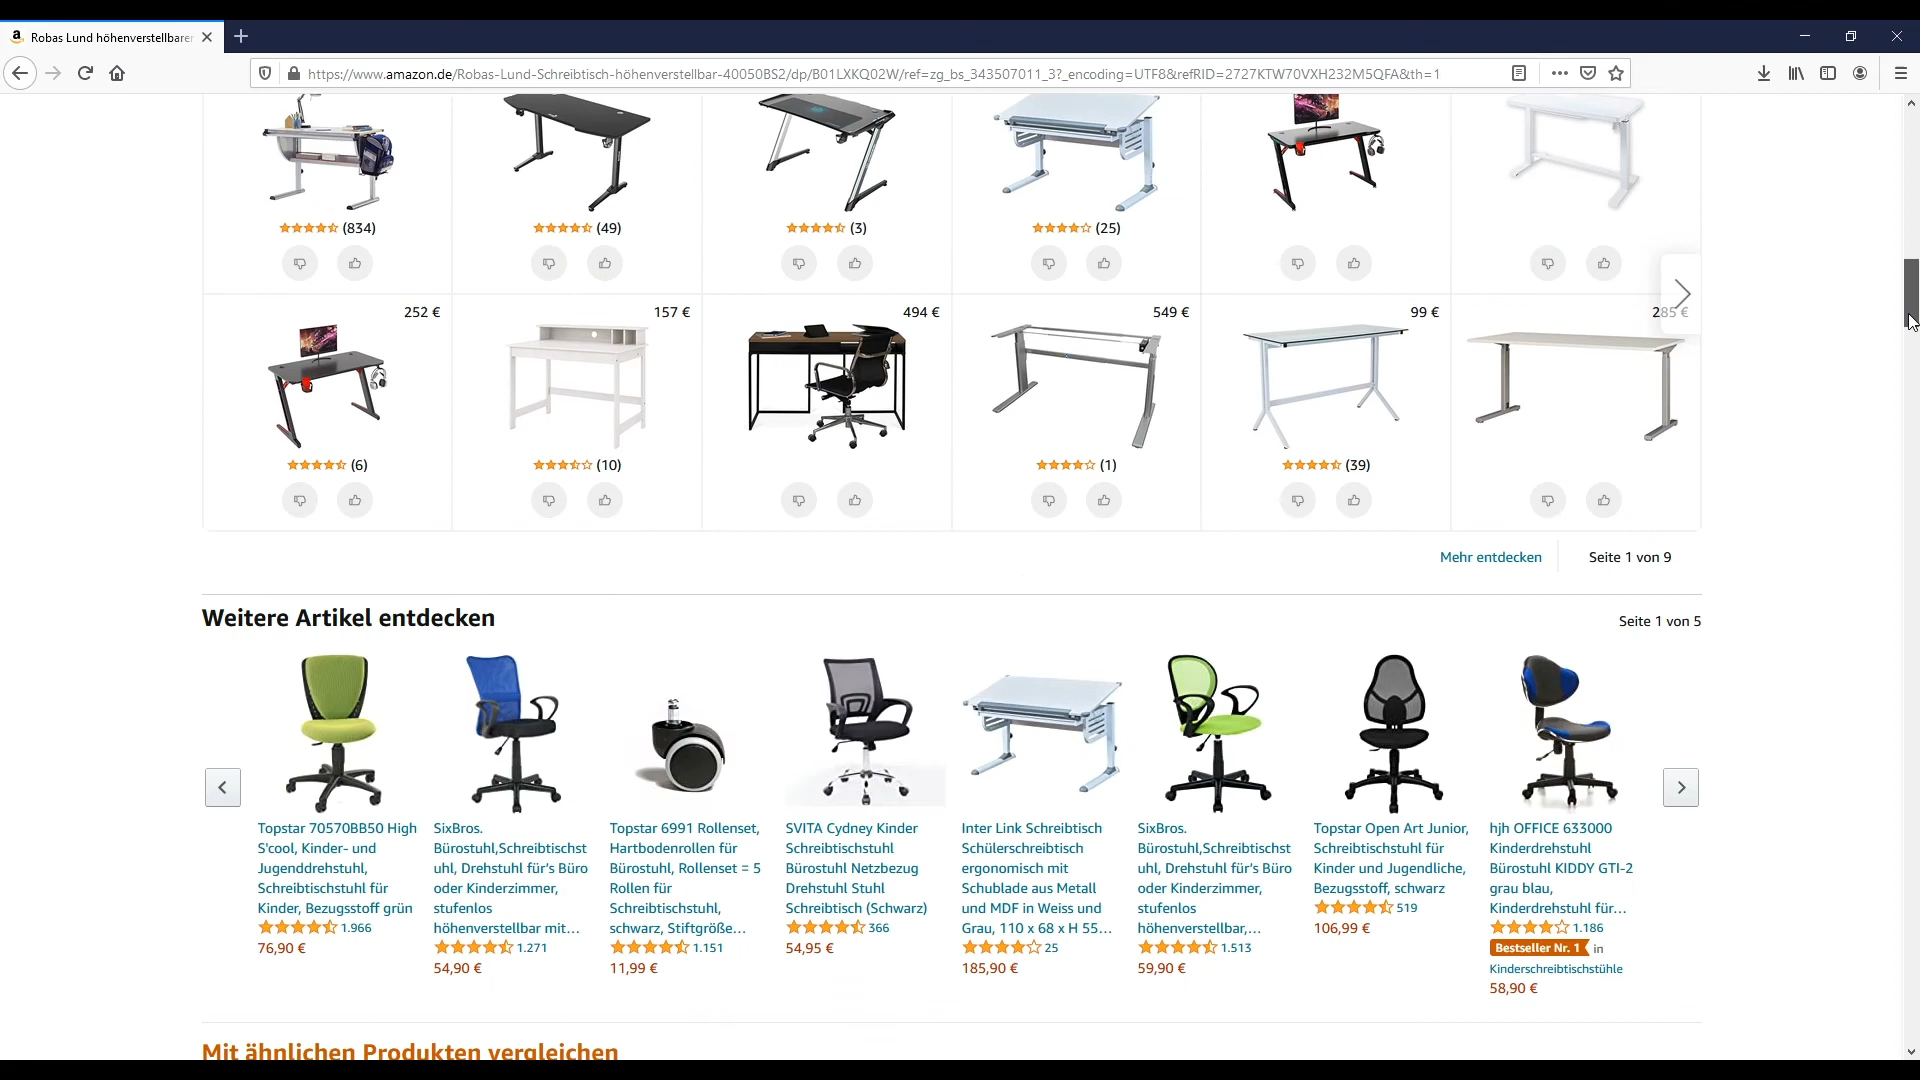 Robas Lund höhenverstellbarer
https://www.amazon.de/Robas-Lund-Schreibtisch-höhenverstellbar-40050BS2/dp/B01LXKQ02W/ref=zg_bs_343507011_3?_encoding=UTF8&refRID=2727KTW70VXH232M5QFA&th=1
(834)
(49)
(3)
(25)
252 €
157 €
494 €
549 €
99 €
285 €
(6)
(10)
(1)
(39)
Mehr entdecken
Seite 1 von 9
Weitere Artikel entdecken
Seite 1 von 5
Topstar 70570BB50 High
S'cool, Kinder- und
Jugenddrehstuhl,
Schreibtischstuhl für
Kinder, Bezugsstoff grün
1.966
76,90 €
SixBros.
Bürostuhl,Schreibtischst
uhl, Drehstuhl für's Büro
oder Kinderzimmer,
stufenlos
höhenverstellbar mit...
1.271
54,90 €
Topstar 6991 Rollenset,
Hartbodenrollen für
Bürostuhl, Rollenset = 5
Rollen für
Schreibtischstuhl,
schwarz, Stiftgröße...
1.151
11,99 €
SVITA Cydney Kinder
Schreibtischstuhl
Bürostuhl Netzbezug
Drehstuhl Stuhl
Schreibtisch (Schwarz)
366
54,95 €
Inter Link Schreibtisch
Schülerschreibtisch
ergonomisch mit
Schublade aus Metall
und MDF in Weiss und
Grau, 110 x 68 x H 55...
25
185,90 €
SixBros.
Bürostuhl,Schreibtischst
uhl, Drehstuhl für's Büro
oder Kinderzimmer,
stufenlos
höhenverstellbar,...
1.513
59,90 €
Topstar Open Art Junior,
Schreibtischstuhl für
Kinder und Jugendliche,
Bezugsstoff, schwarz
519
106,99 €
hjh OFFICE 633000
Kinderdrehstuhl
Bürostuhl KIDDY GTI-2
grau blau,
Kinderdrehstuhl für...
1.186
Bestseller Nr. 1 in
Kinderschreibtischstühle
58,90 €
Mit ähnlichen Produkten vergleichen